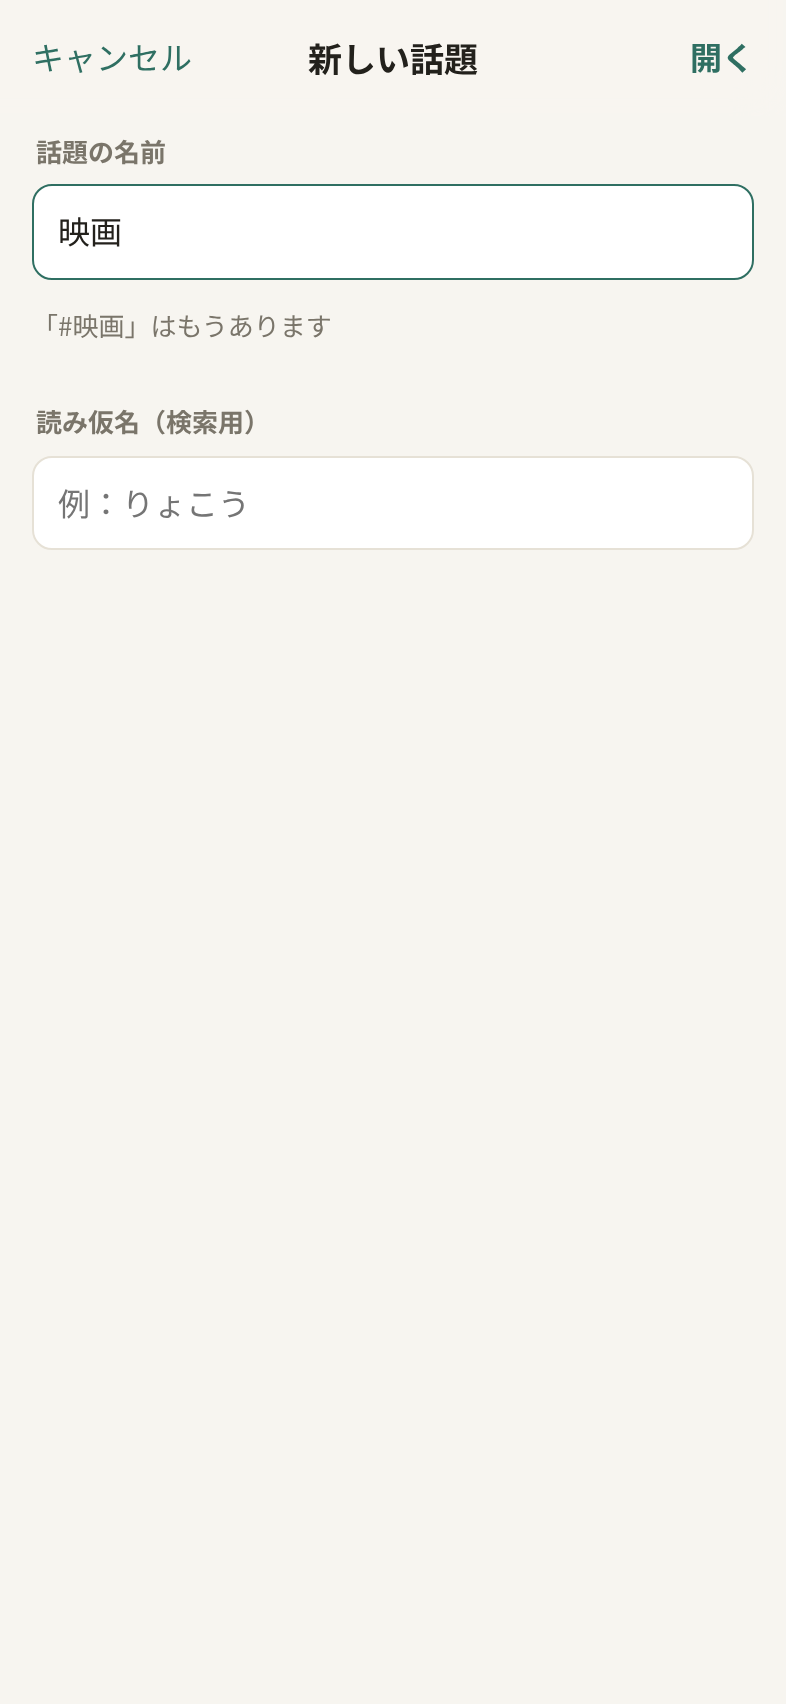 キャンセル 新しい話題 開く
話題の名前
映画
「#映画」はもうあります
読み仮名（検索用）
例：りょこう